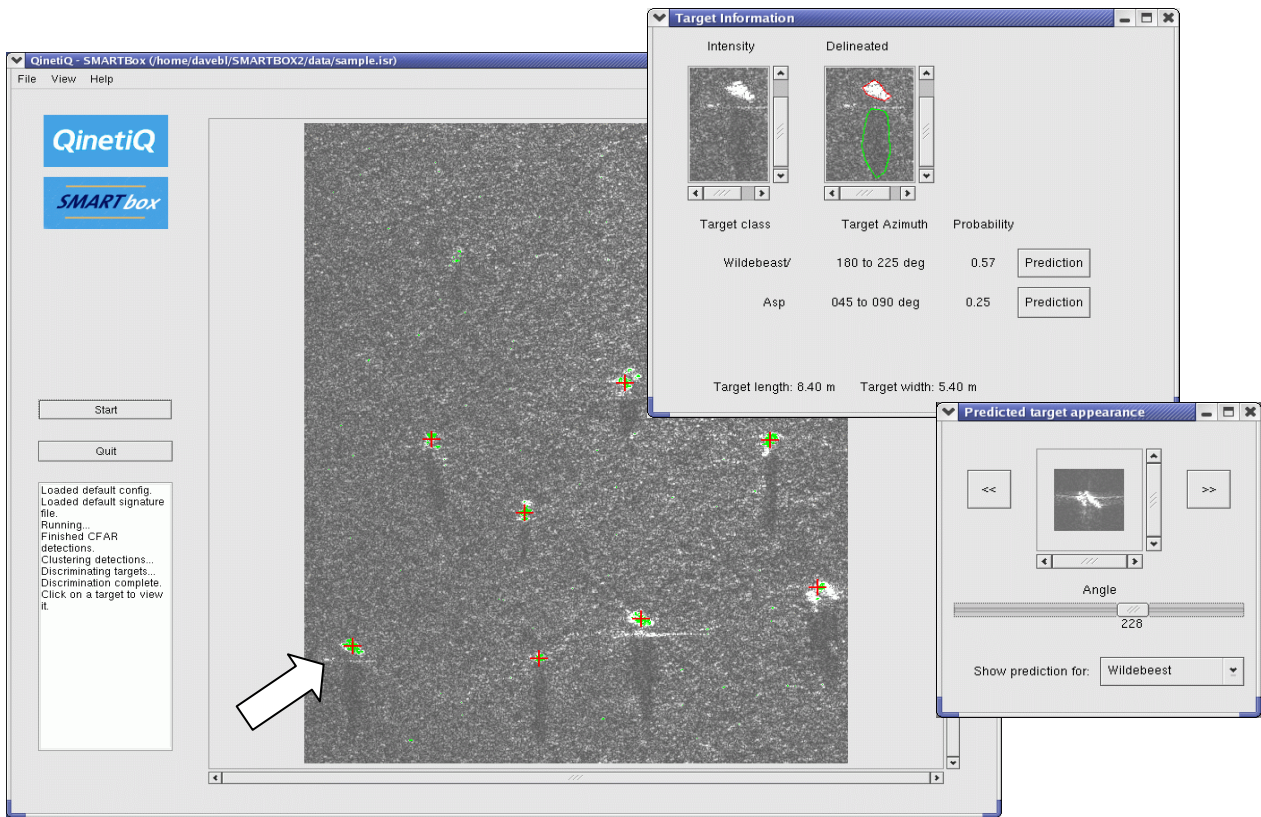 QinetiQ - SMARTBox (/home/davebl/SMARTBOX2/data/sample.isr)
File View Help
QinetiQ
SMARTbox
Start
Quit
Loaded default config.
Loaded default signature
file.
Running...
Finished CFAR
detections.
Clustering detections...
Discriminating targets...
Discrimination complete.
Click on a target to view
it.
Target Information
Intensity Delineated
Target class Target Azimuth Probability
Wildebeast/ 180 to 225 deg 0.57 Prediction
Asp 045 to 090 deg 0.25 Prediction
Target length: 8.40 m Target width: 5.40 m
Predicted target appearance
<< >>
Angle
228
Show prediction for: Wildebeest